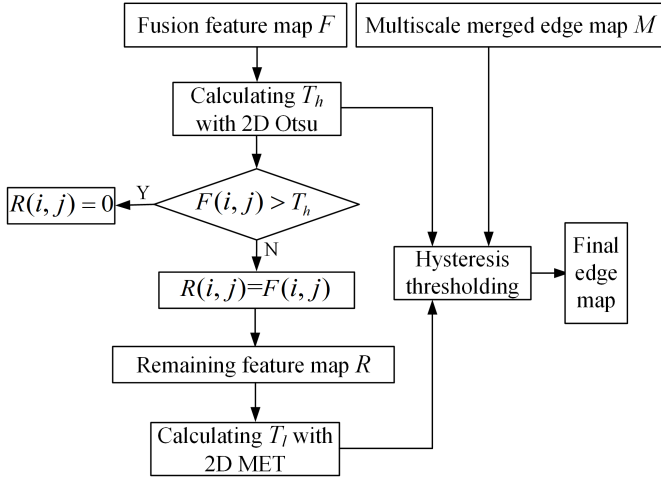 Fusion feature map F
Multiscale merged edge map M
Calculating T_h
with 2D Otsu
Y
R(i, j) = 0
F(i, j) > T_h
N
R(i, j)=F(i, j)
Hysteresis
thresholding
Final
edge
map
Remaining feature map R
Calculating T_l with
2D MET